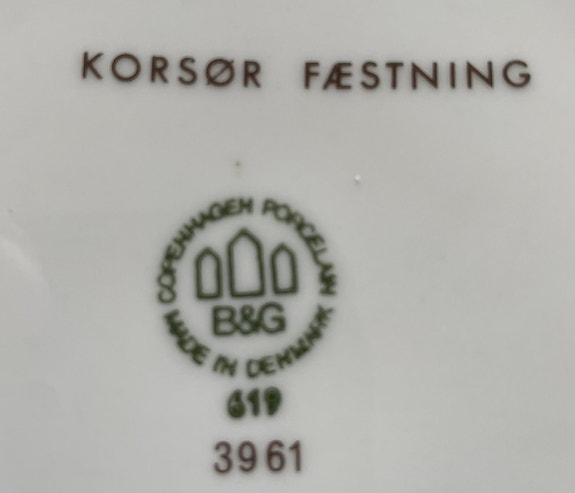 KORSØR FÆSTNING
COPENHAGEN PORCELAIN
B&G
MADE IN DENMARK
619
3961